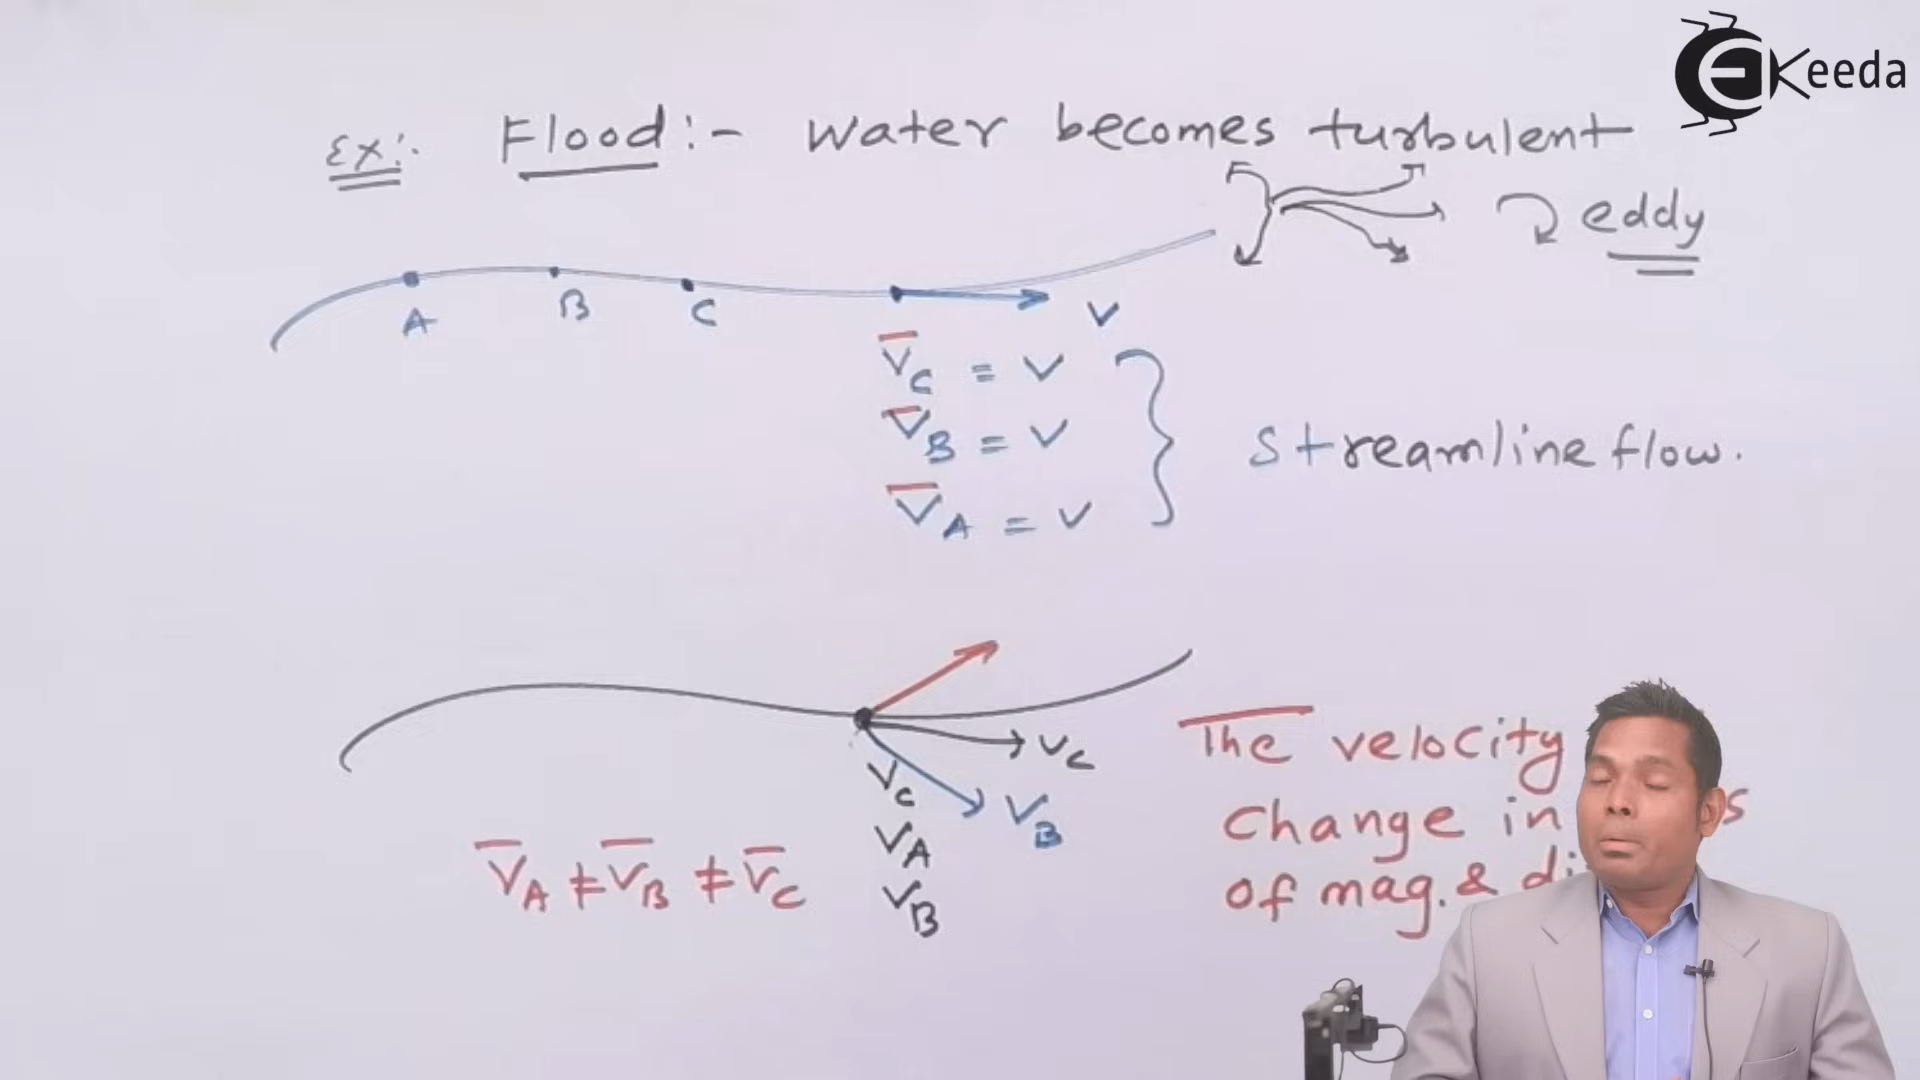 EKeeda
Ex:- Flood:- Water becomes turbulent
eddy
A B C V
V̅C = V
V̅B = V
V̅A = V
Streamline flow.
VC
VB
VC
VA
VB
V̅A ≠ V̅B ≠ V̅C
The velocity
Change in
of mag. &